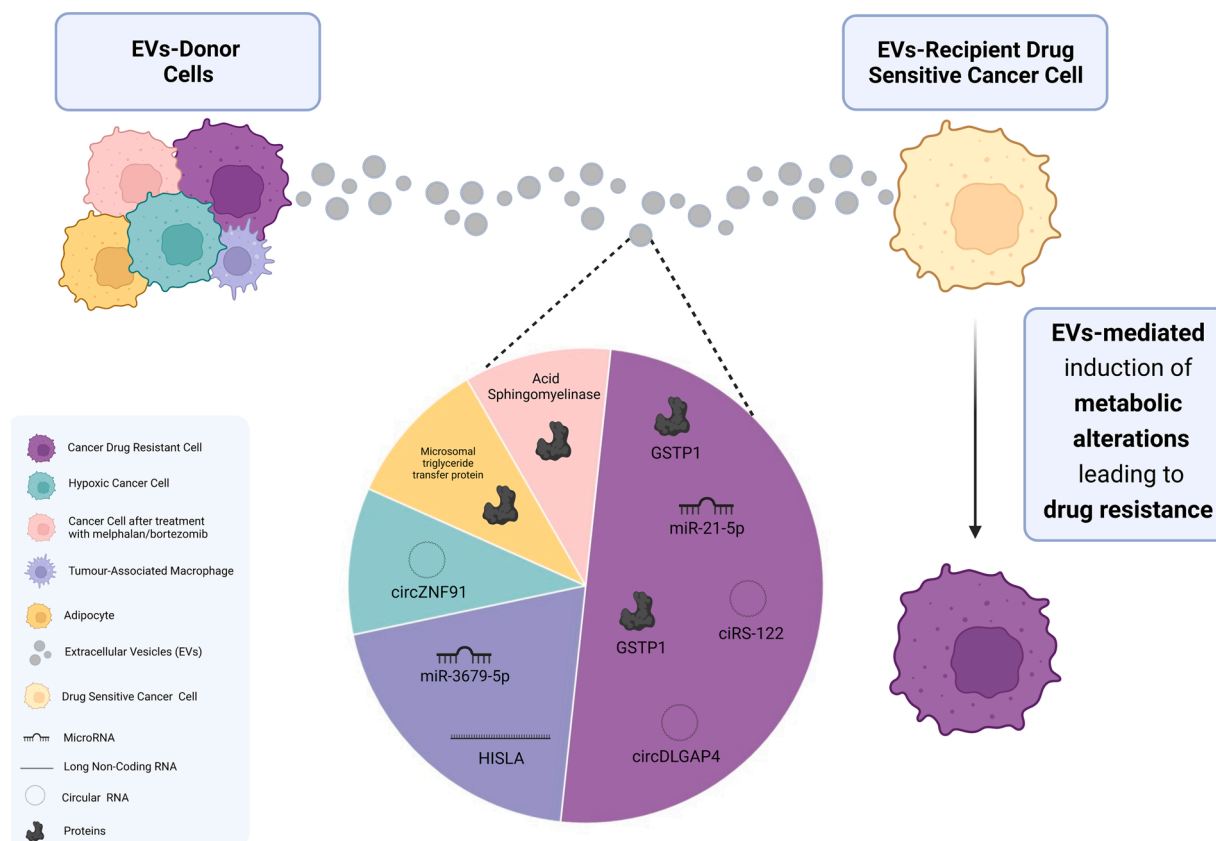 EVs-Donor
Cells
EVs-Recipient Drug
Sensitive Cancer Cell
EVs-mediated
induction of
metabolic
alterations
leading to
drug resistance
Acid
Sphingomyelinase
Microsomal
triglyceride
transfer protein
circZNF91
miR-3679-5p
HISLA
GSTP1
miR-21-5p
ciRS-122
GSTP1
circDLGAP4
Cancer Drug Resistant Cell
Hypoxic Cancer Cell
Cancer Cell after treatment
with melphalan/bortezomib
Tumour-Associated Macrophage
Adipocyte
Extracellular Vesicles (EVs)
Drug Sensitive Cancer Cell
MicroRNA
Long Non-Coding RNA
Circular RNA
Proteins